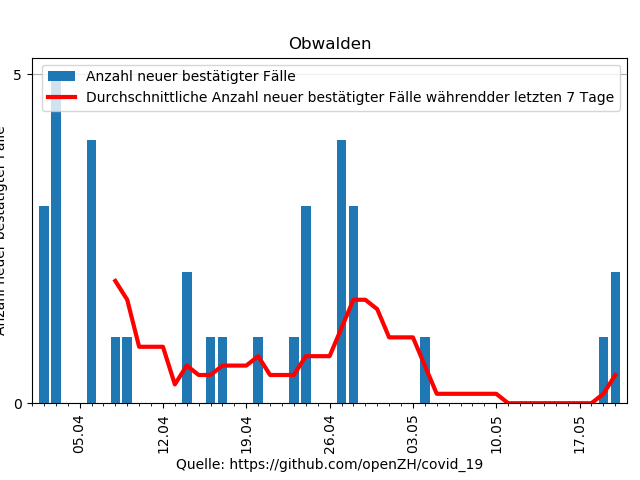 Obwalden
Anzahl neuer bestätigter Fälle
Durchschnittliche Anzahl neuer bestätigter Fälle währendder letzten 7 Tage
5
0
Anzahl neuer bestätigter Fälle
05.04
12.04
19.04
26.04
03.05
10.05
17.05
Quelle: https://github.com/openZH/covid_19